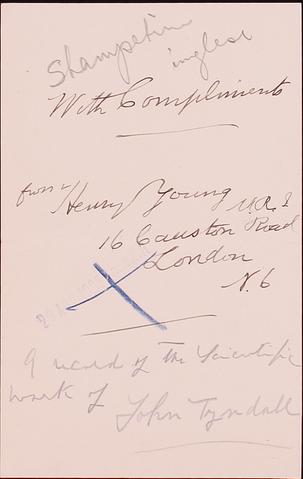 inglese
With Compliments
from
Henry Young M.R.I
16 Causton Road
London
N.6
A record of the Scientific
work of John Tyndall